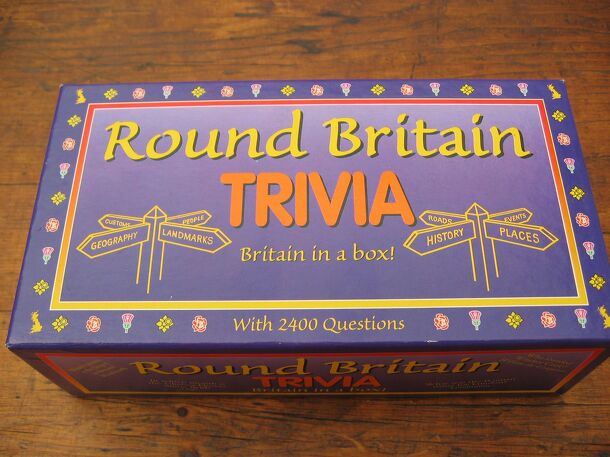 Round Britain
TRIVIA
CUSTOMS
PEOPLE
GEOGRAPHY
LANDMARKS
Britain in a box!
ROADS
EVENTS
HISTORY
PLACES
With 2400 Questions
Round Britain
TRIVIA
Britain in a box!